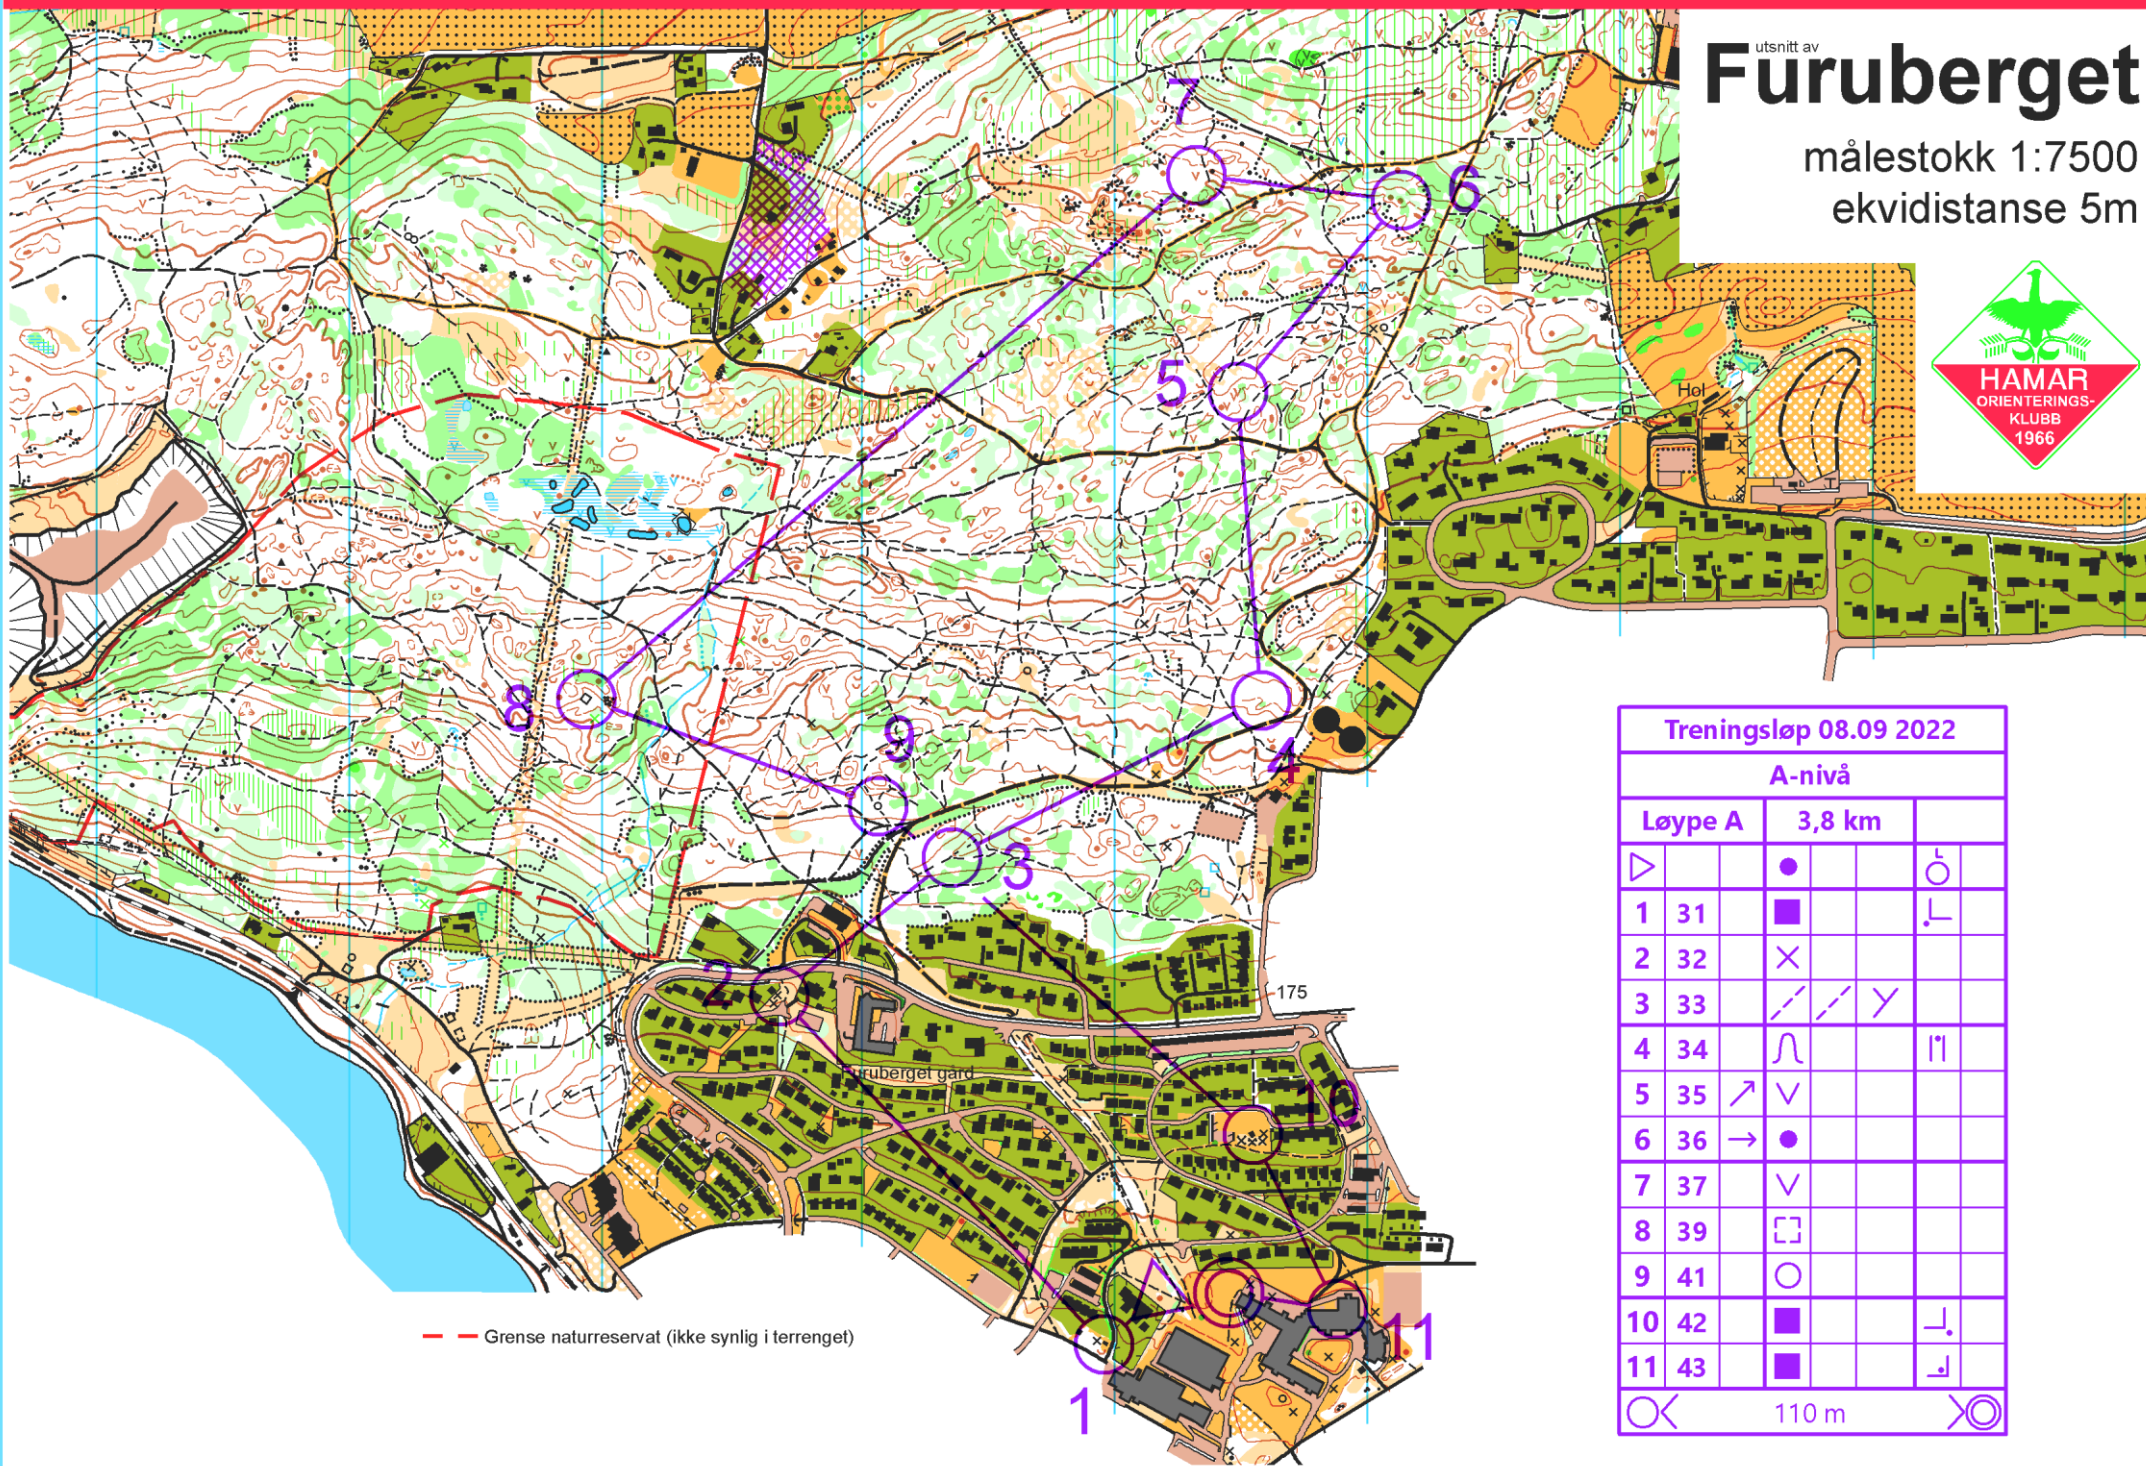 utsnitt av
Furuberget
målestokk 1:7500
ekvidistanse 5m
HAMAR
ORIENTERINGS-
KLUBB
1966
7
6
5
Hol
8
9
4
3
2
175
Furuberget gård
10
11
1
Grense naturreservat (ikke synlig i terrenget)
Treningsløp 08.09 2022
A-nivå
Løype A 3,8 km
1 31
2 32
3 33
4 34
5 35
6 36
7 37
8 39
9 41
10 42
11 43
110 m